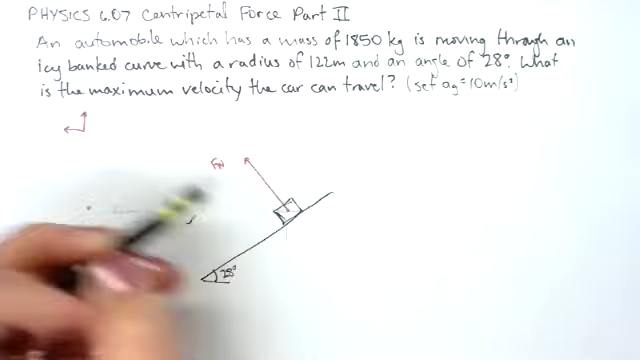 PHYSICS 6.07 Centripetal Force Part II
An automobile which has a mass of 1850 kg is moving through an
icy banked curve with a radius of 122m and an angle of 28°. What
is the maximum velocity the car can travel? (set ag=10m/s²)
FN
28°